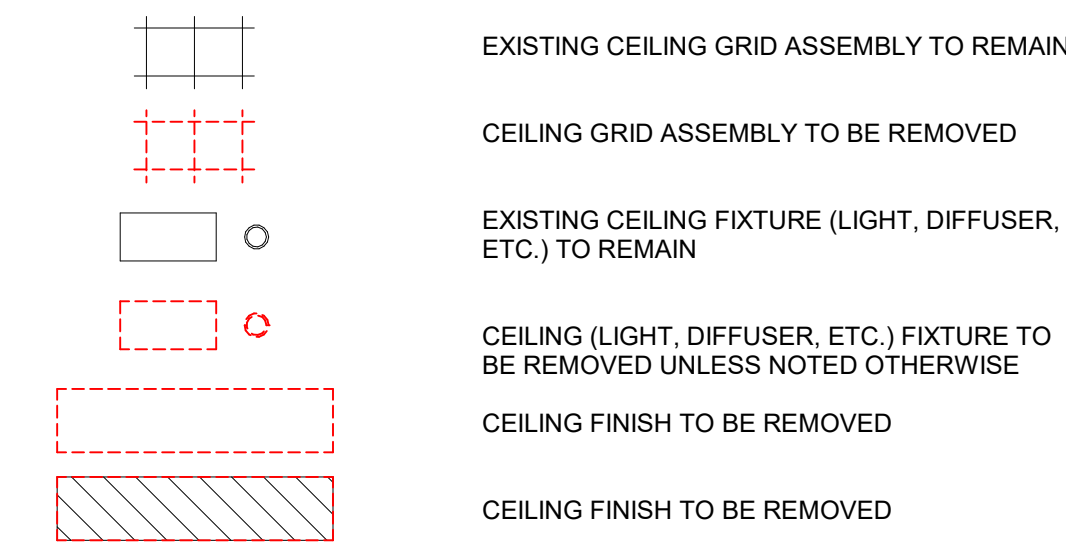 EXISTING CEILING GRID ASSEMBLY TO REMAIN
CEILING GRID ASSEMBLY TO BE REMOVED
EXISTING CEILING FIXTURE (LIGHT, DIFFUSER,
ETC.) TO REMAIN
CEILING (LIGHT, DIFFUSER, ETC.) FIXTURE TO
BE REMOVED UNLESS NOTED OTHERWISE
CEILING FINISH TO BE REMOVED
CEILING FINISH TO BE REMOVED